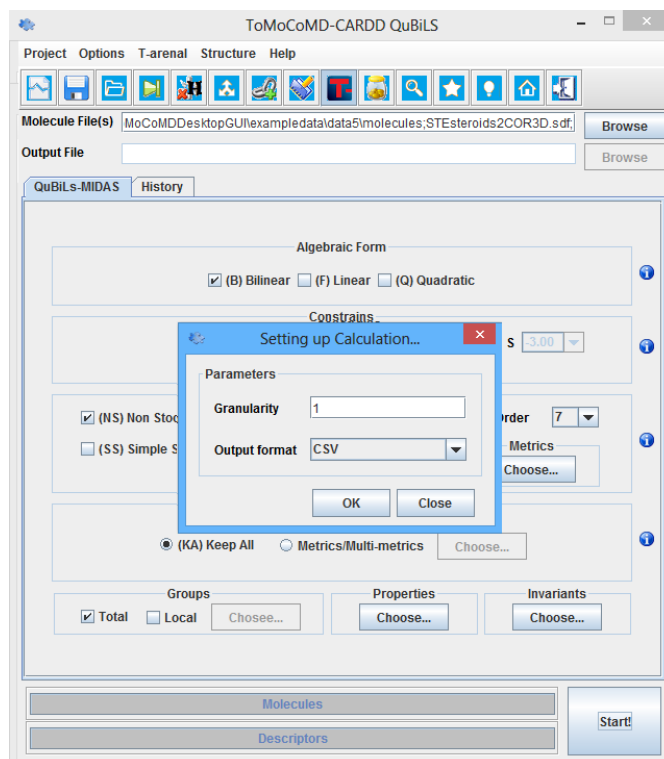 ToMoCoMD-CARDD QuBiLS
Project Options T-arenal Structure Help
Molecule File(s) MoCoMDDesktopGUI\exampledata\data5\molecules;STEsteroids2COR3D.sdf; Browse
Output File Browse
QuBiLs-MIDAS History
Algebraic Form
(B) Bilinear (F) Linear (Q) Quadratic
Constrains
Setting up Calculation...
S -3.00
Parameters
Granularity 1
(NS) Non Stoc
rder 7
Output format CSV
(SS) Simple S
Metrics
Choose...
OK Close
(KA) Keep All Metrics/Multi-metrics Choose...
Groups Properties Invariants
Total Local Chosee... Choose... Choose...
Molecules
Descriptors
Start!